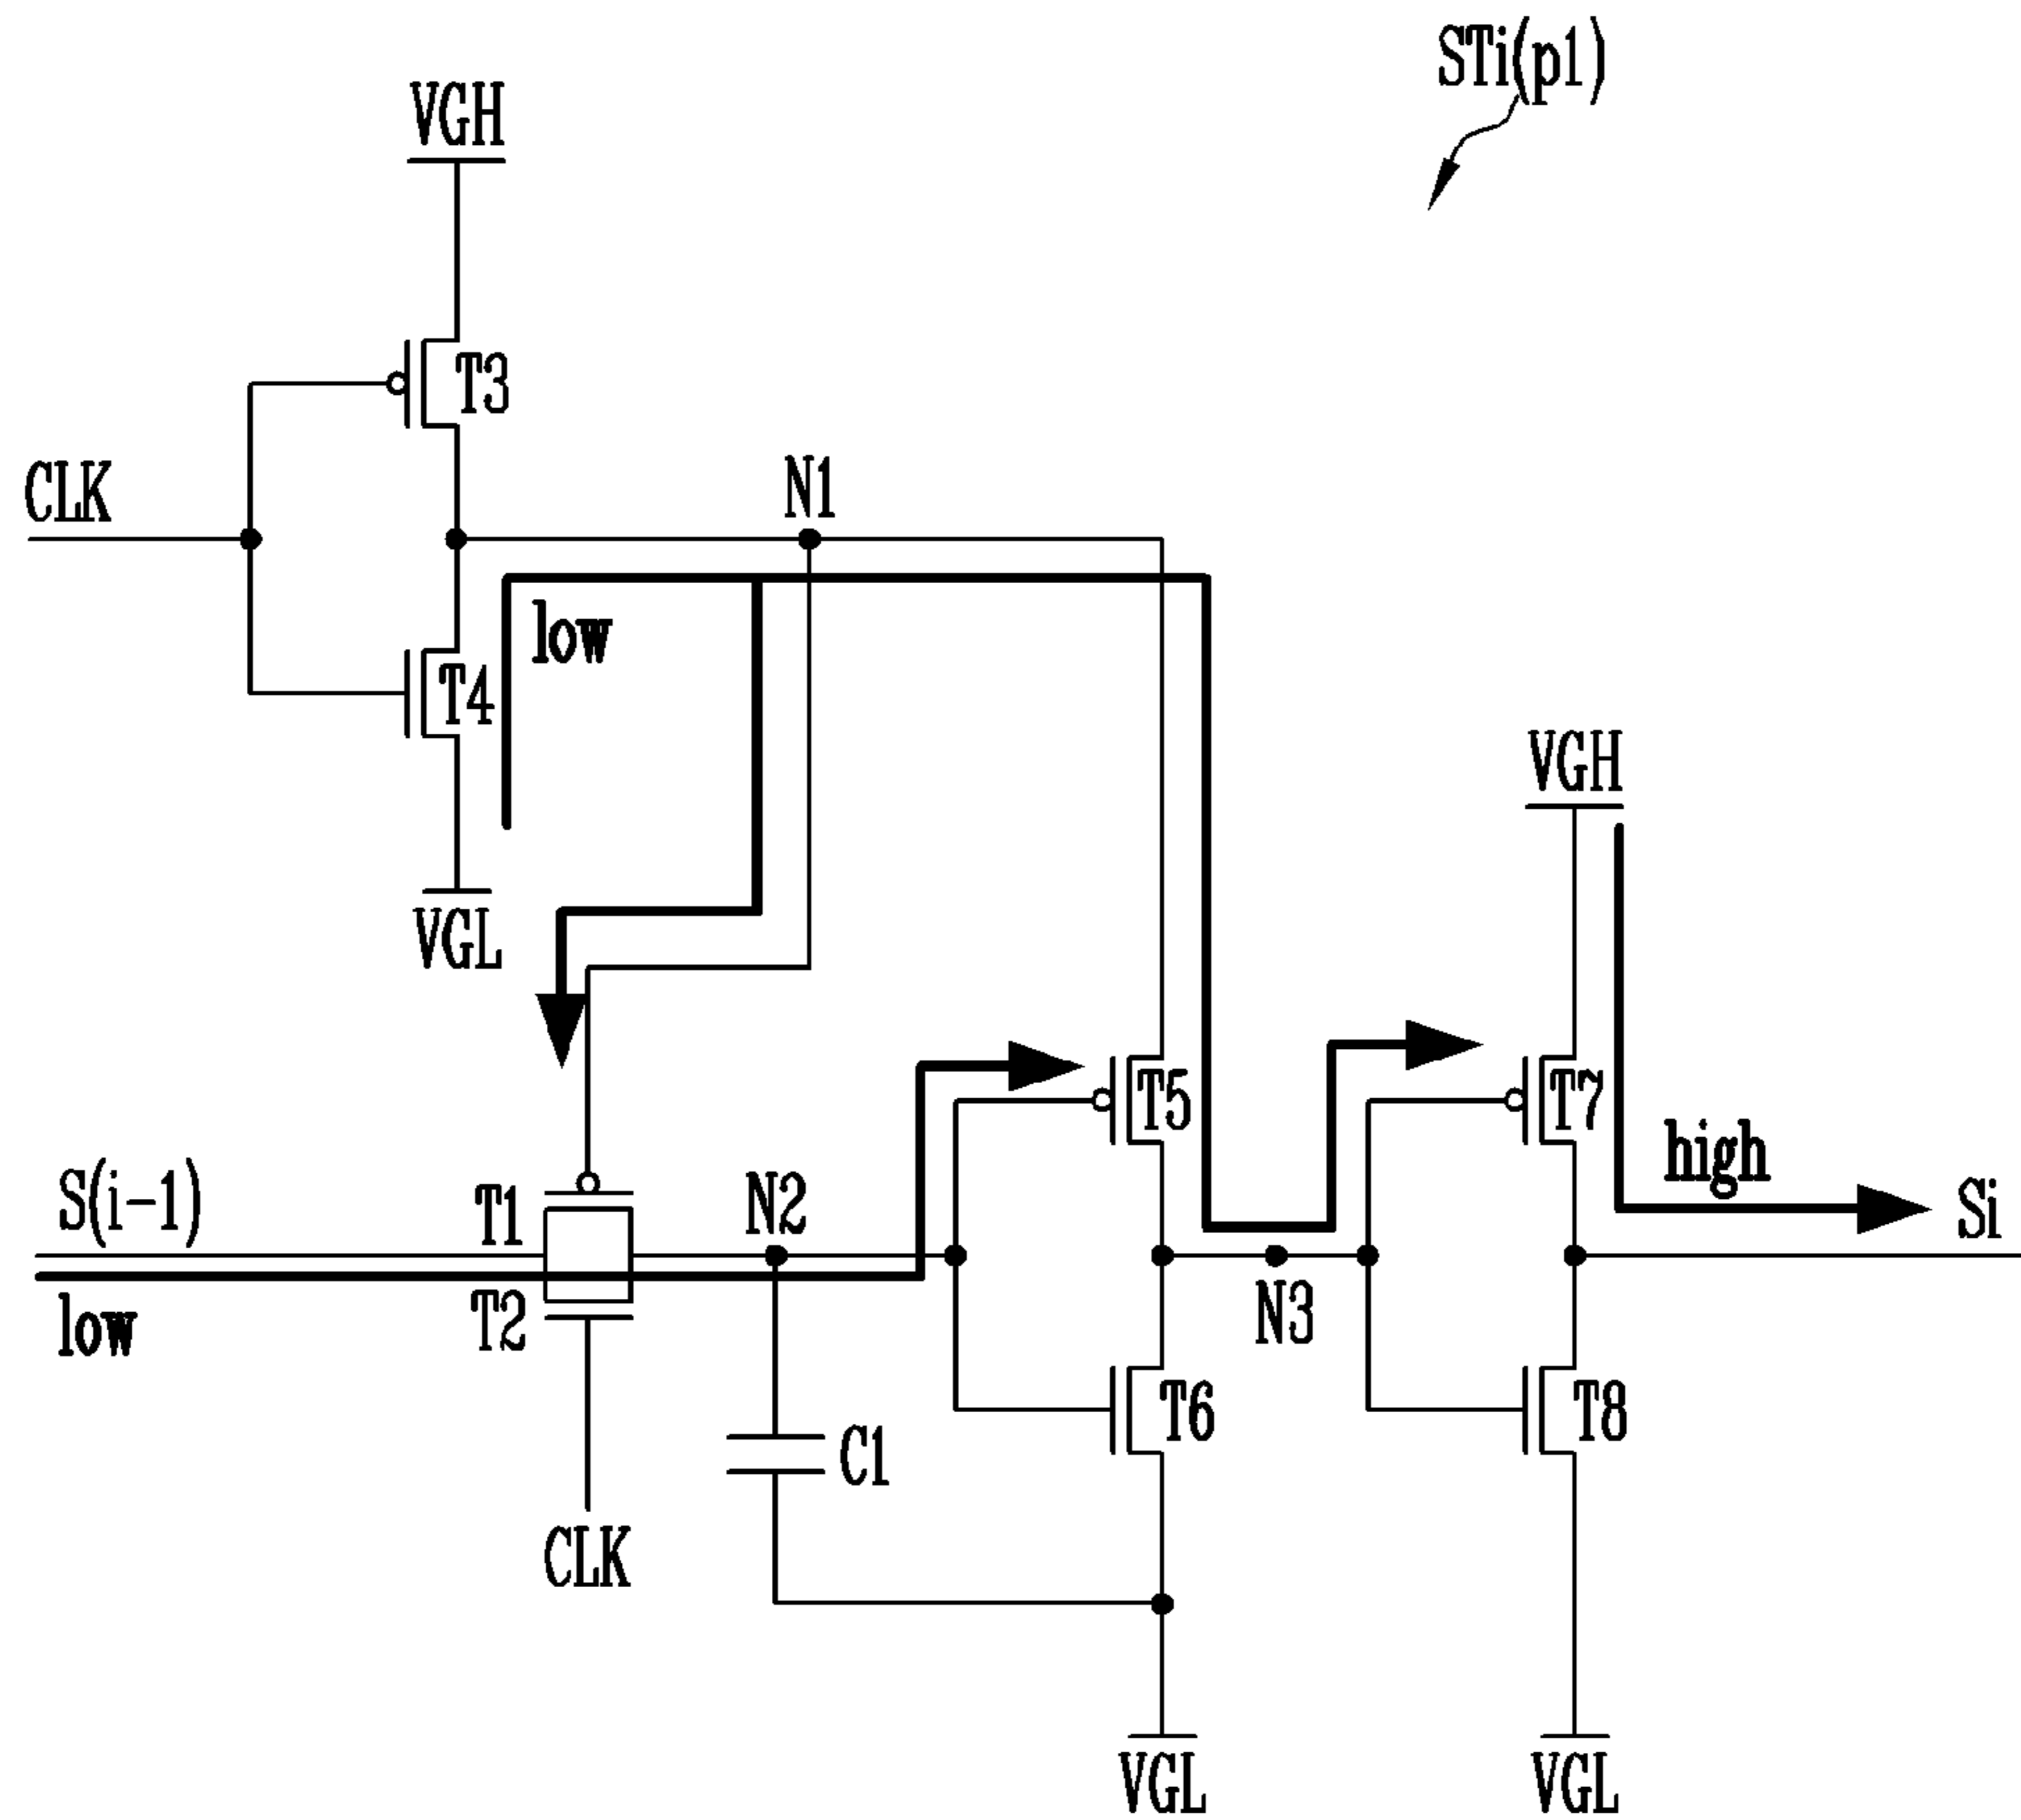 STi(p1)
VGH
T3
CLK
N1
low
T4
VGH
VGL
T5
T7
high
S(i-1)
T1
N2
Si
low
T2
N3
T6
T8
C1
CLK
VGL
VGL